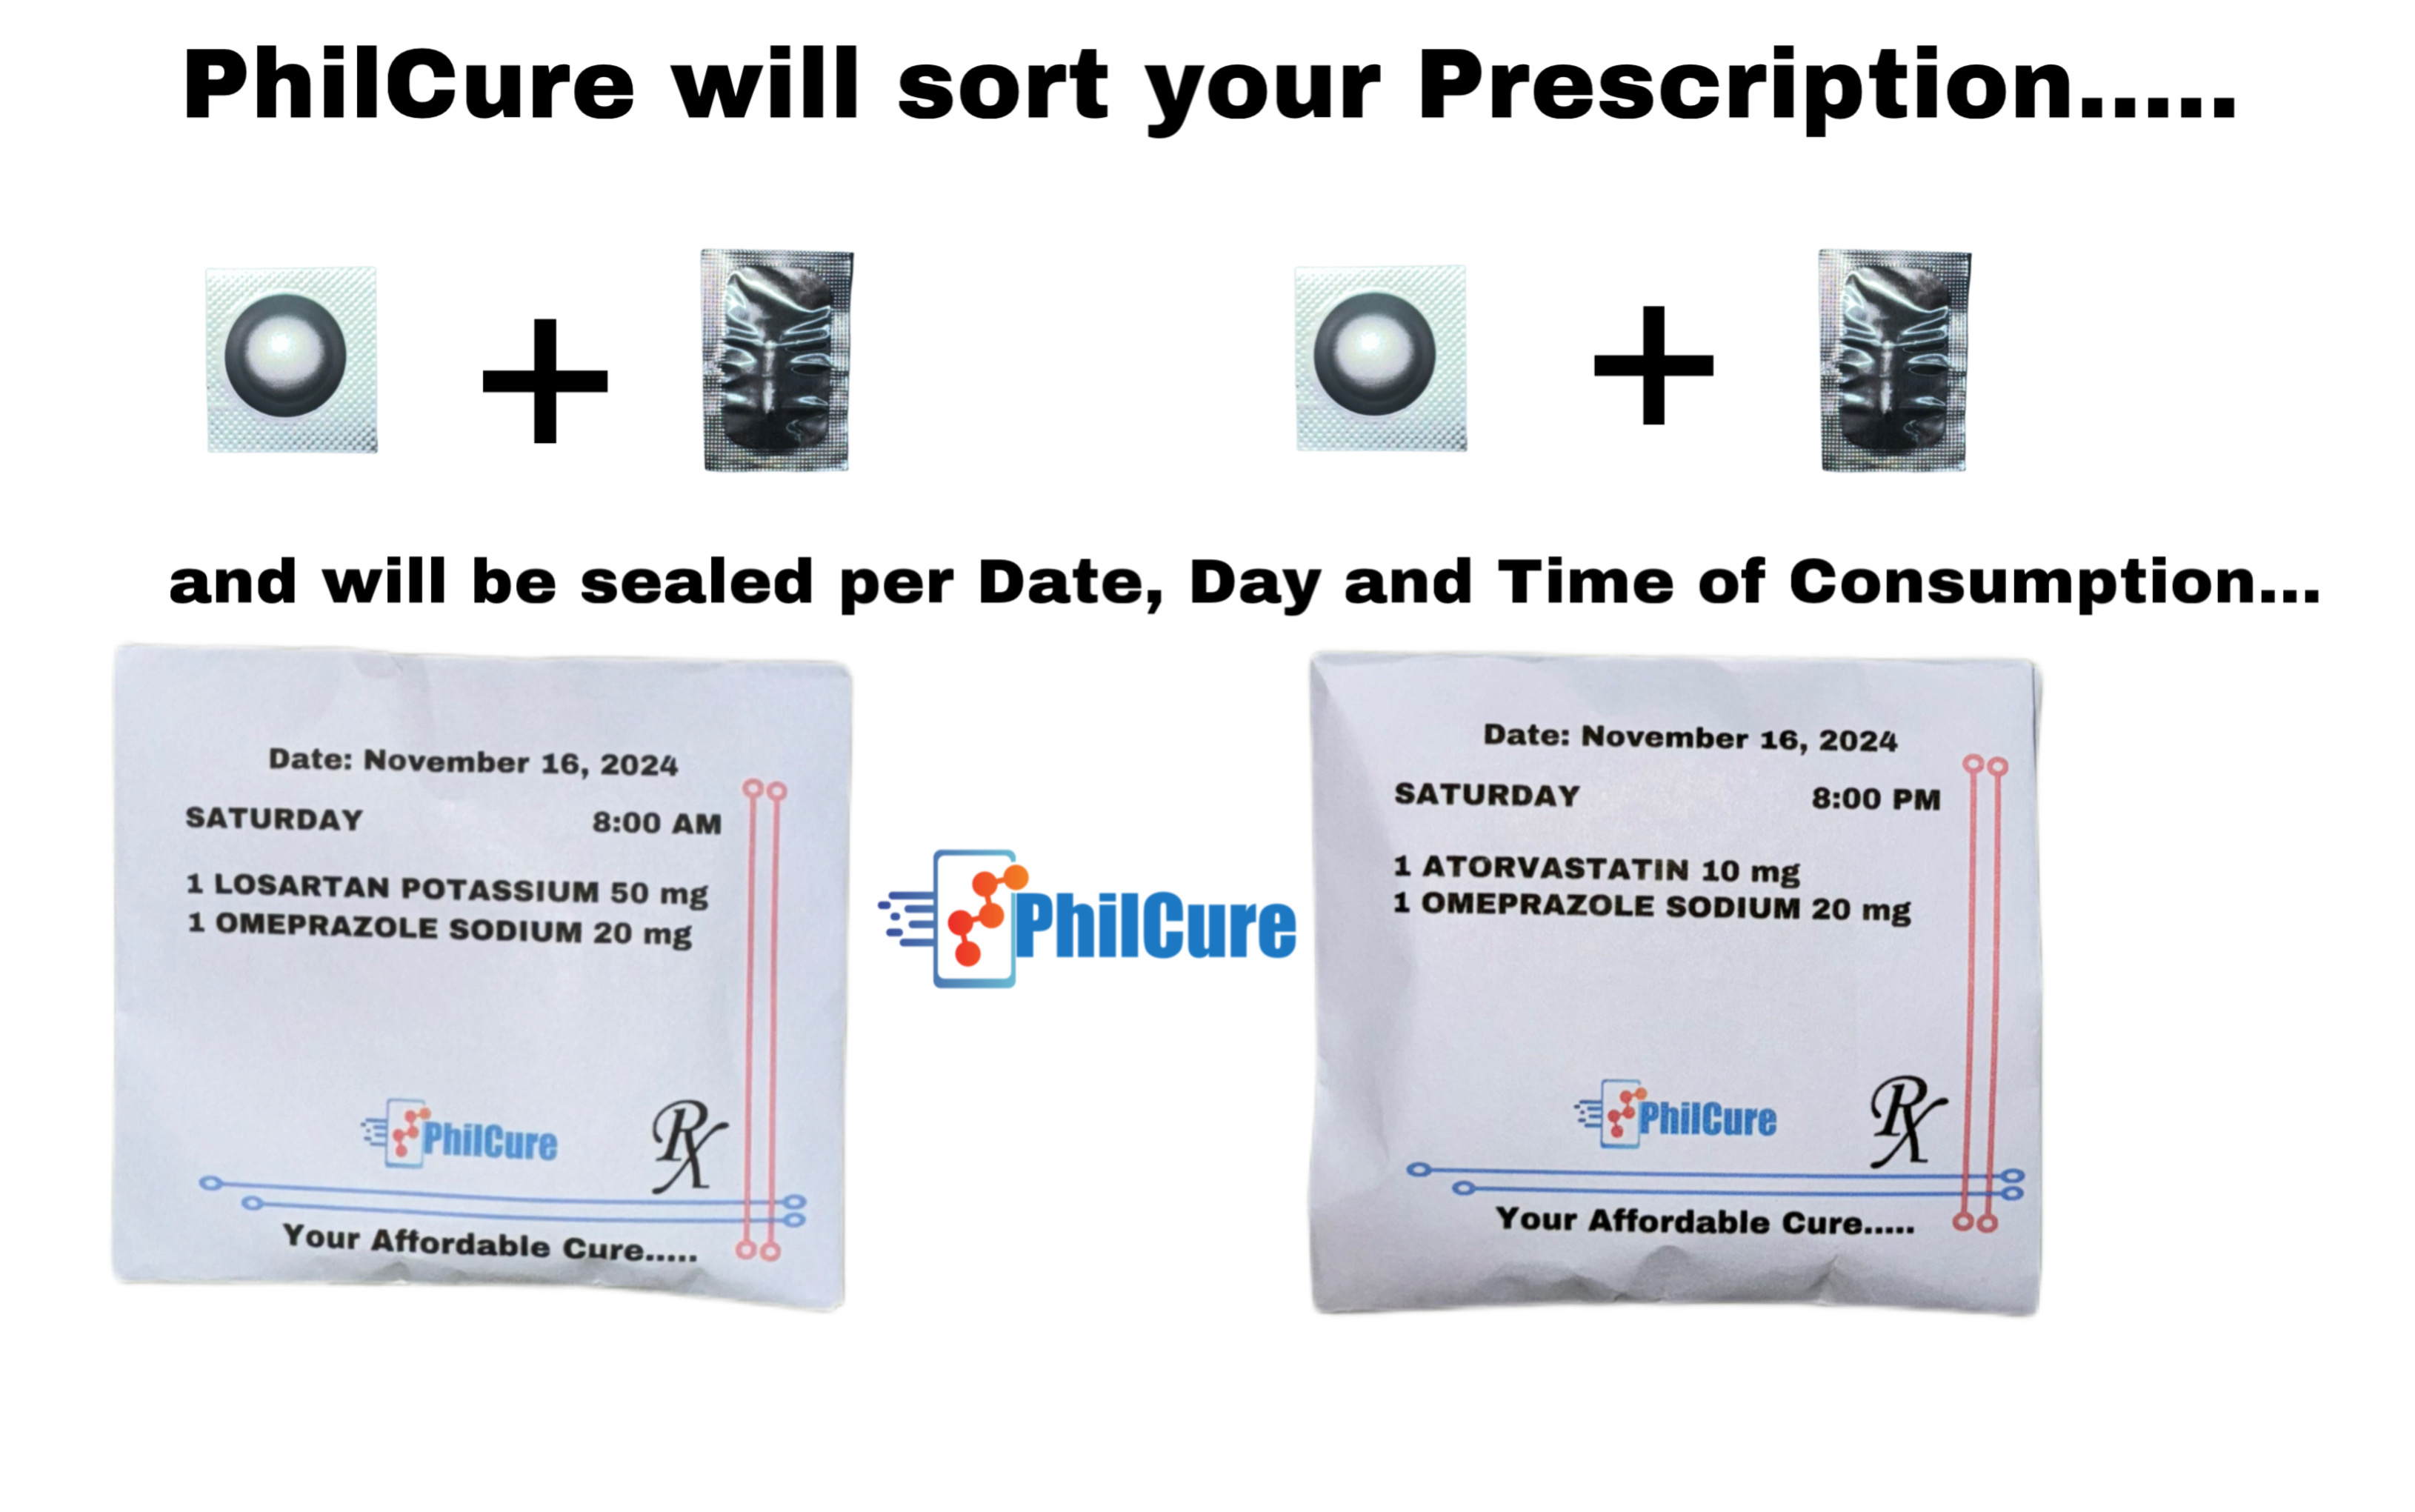 PhilCure will sort your Prescription.....
and will be sealed per Date, Day and Time of Consumption...
Date: November 16, 2024
SATURDAY 8:00 AM
1 LOSARTAN POTASSIUM 50 mg
1 OMEPRAZOLE SODIUM 20 mg
PhilCure
Rx
Your Affordable Cure.....
PhilCure
Date: November 16, 2024
SATURDAY 8:00 PM
1 ATORVASTATIN 10 mg
1 OMEPRAZOLE SODIUM 20 mg
PhilCure
Rx
Your Affordable Cure.....